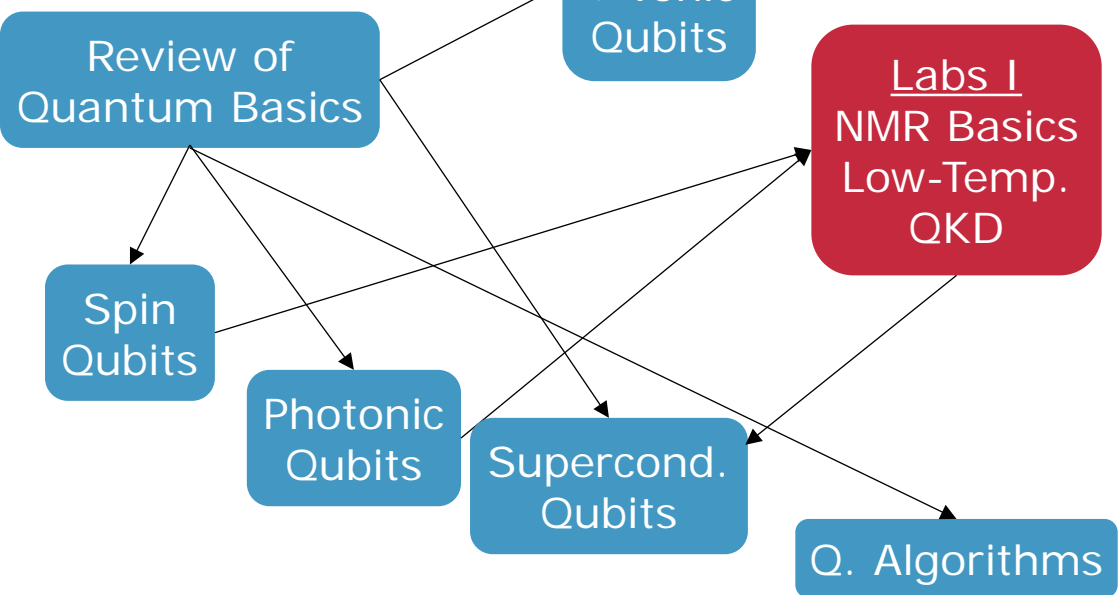 Qubits
Review of
Quantum Basics
Labs I
NMR Basics
Low-Temp.
QKD
Spin
Qubits
Photonic
Qubits
Supercond.
Qubits
Q. Algorithms